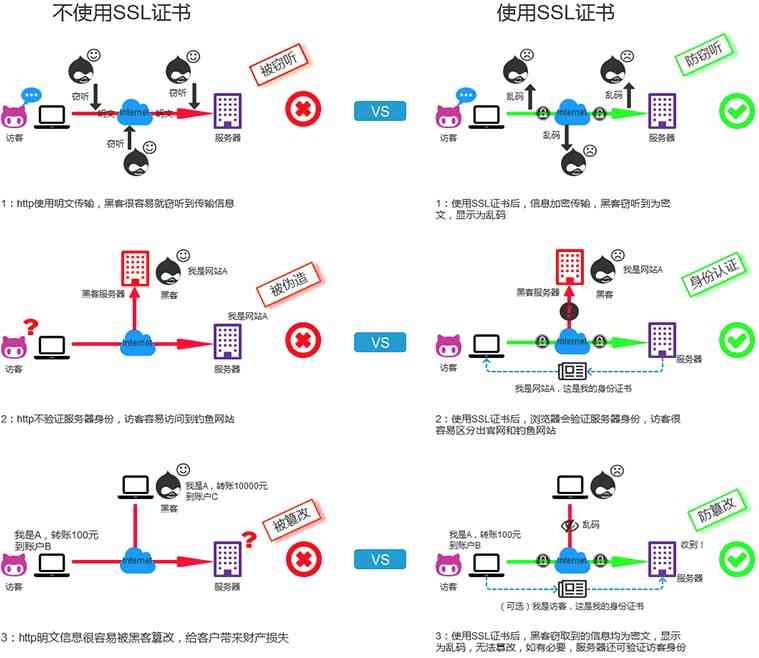 不使用SSL证书
使用SSL证书
被窃听
窃听
窃听
明文
Internet
明文
访客
服务器
窃听
VS
防窃听
乱码
乱码
Internet
访客
服务器
乱码
1：http使用明文传输，黑客很容易就窃听到传输信息
1：使用SSL证书后，信息加密传输，黑客窃听到为密
文，显示为乱码
我是网站A
黑客服务器
黑客
被伪造
我是网站A
Internet
访客
服务器
VS
我是网站A
黑客服务器
黑客
身份认证
Internet
访客
服务器
我是网站A，这是我的身份证书
2：http不验证服务器身份，访客容易访问到钓鱼网站
2：使用SSL证书后，浏览器会验证服务器身份，访客很
容易区分出官网和钓鱼网站
我是A，转账10000元
到账户C
黑客
被篡改
我是A，转账100元
到账户B
Internet
访客
服务器
VS
乱码
防篡改
我是A，转账100元
到账户B
收到！
Internet
访客
服务器
（可选）我是访客，这是我的身份证书
3：http明文信息很容易被黑客篡改，给客户带来财产损失
3：使用SSL证书后，黑客窃取到的信息均为密文，显示
为乱码，无法篡改，如有必要，服务器还可验证访客身份